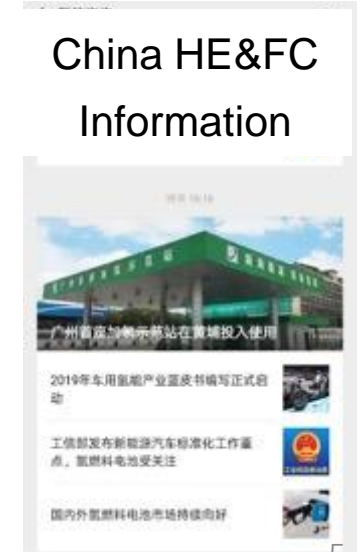 China HE&FC
Information
广州首座加氢示范站在黄埔投入使用
2019年车用氢能产业蓝皮书编写正式启
动
工信部发布新能源汽车标准化工作重
点，氢燃料电池受关注
国内外氢燃料电池市场持续向好